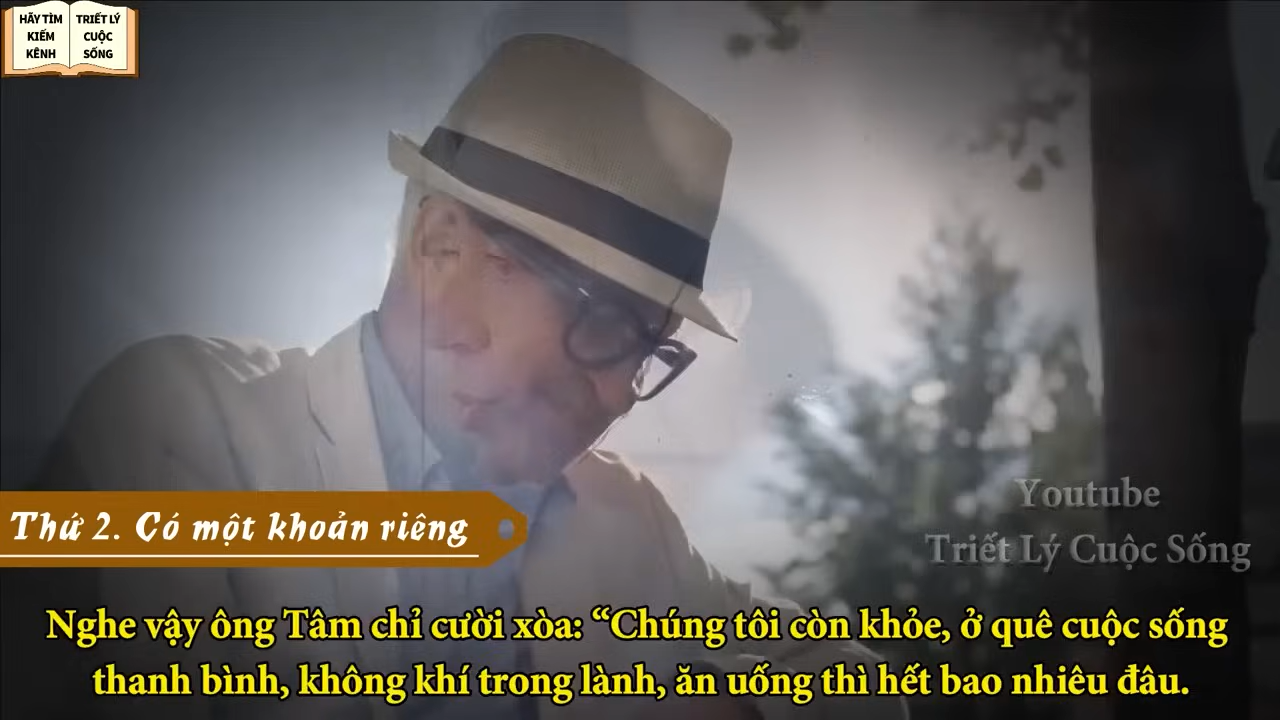 HÃY TÌM
KIẾM
KÊNH
TRIẾT LÝ
CUỘC
SỐNG
Youtube
Triết Lý Cuộc Sống
Thứ 2. Có một khoản riêng
Nghe vậy ông Tâm chỉ cười xòa: “Chúng tôi còn khỏe, ở quê cuộc sống
thanh bình, không khí trong lành, ăn uống thì hết bao nhiêu đâu.